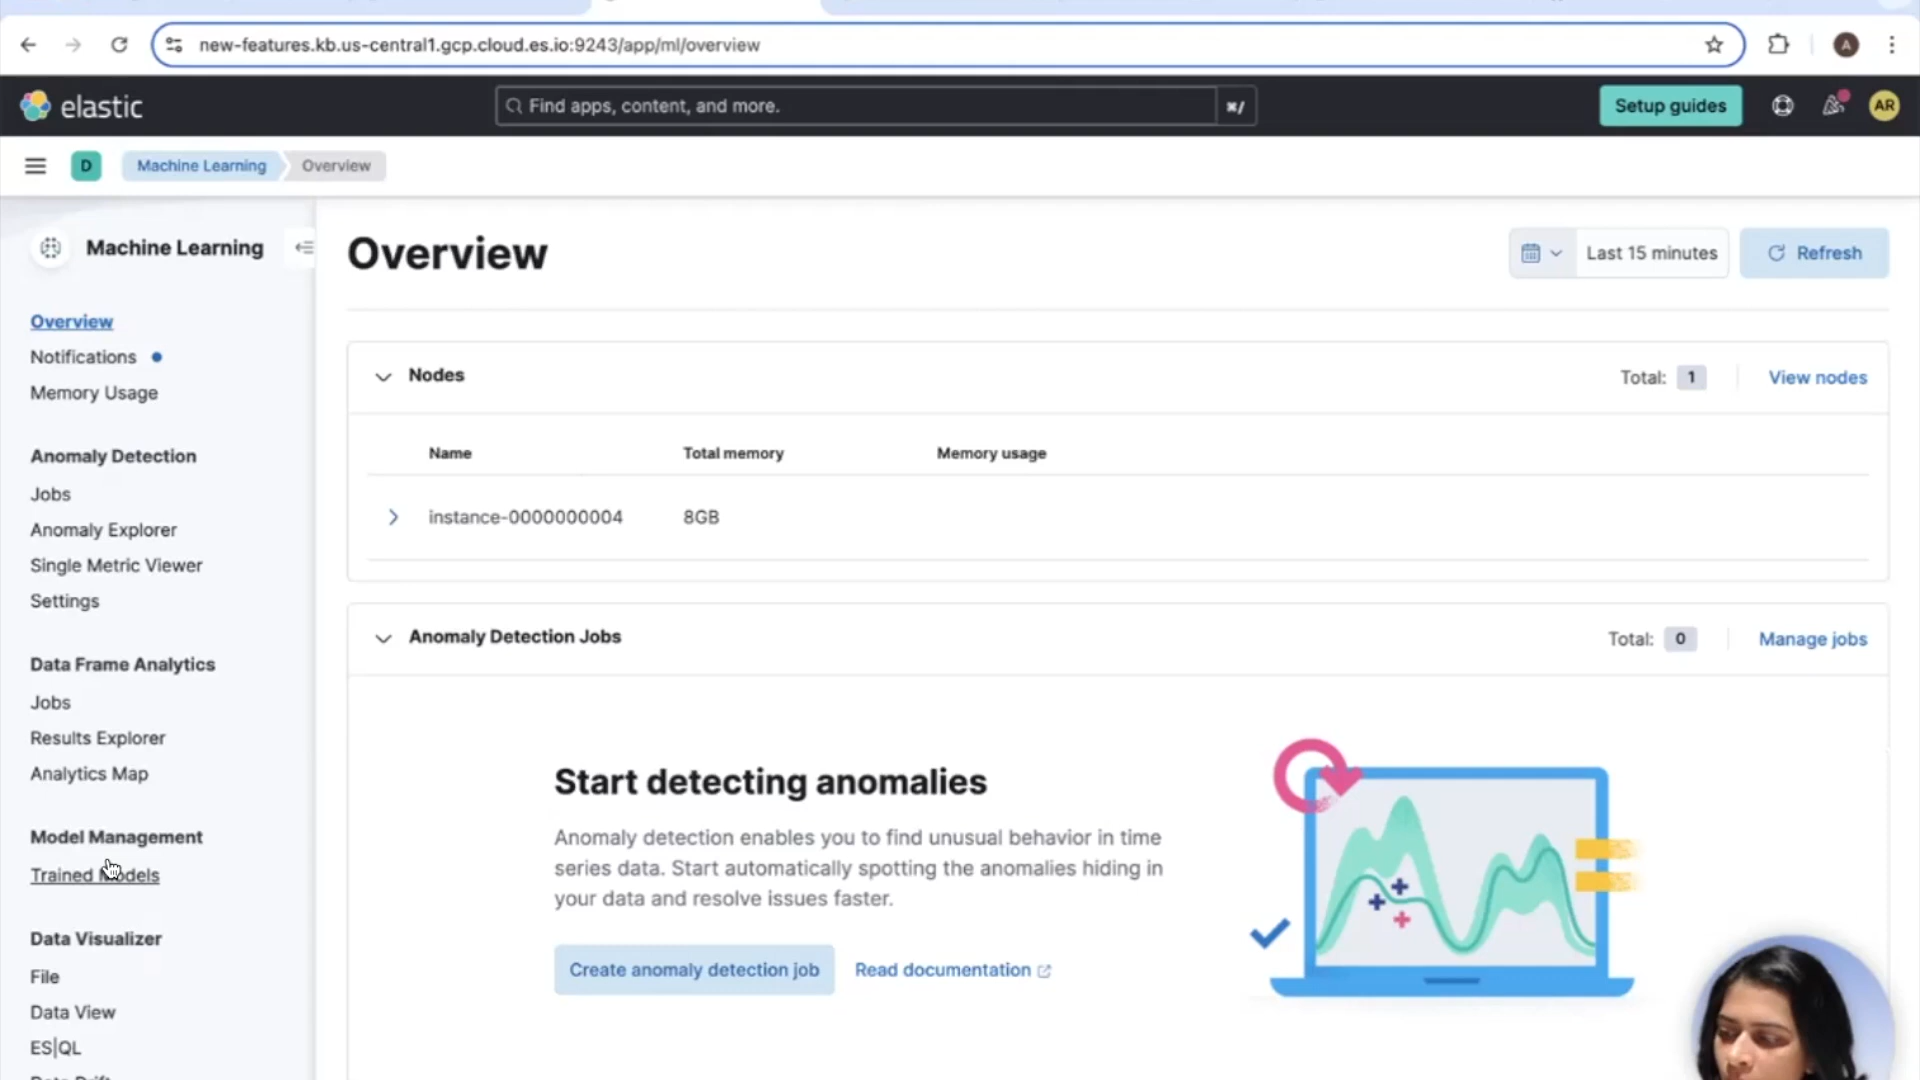 new-features.kb.us-central1.gcp.cloud.es.io:9243/app/ml/overview
A
elastic
Find apps, content, and more.
⌘/
Setup guides
AR
D
Machine Learning
Overview
Machine Learning
Overview
Notifications
Memory Usage
Anomaly Detection
Jobs
Anomaly Explorer
Single Metric Viewer
Settings
Data Frame Analytics
Jobs
Results Explorer
Analytics Map
Model Management
Trained Models
Data Visualizer
File
Data View
ES|QL
Data Drift
Overview
Last 15 minutes
Refresh
Nodes
Total: 1
View nodes
Name Total memory Memory usage
instance-0000000004 8GB
Anomaly Detection Jobs
Total: 0
Manage jobs
Start detecting anomalies
Anomaly detection enables you to find unusual behavior in time
series data. Start automatically spotting the anomalies hiding in
your data and resolve issues faster.
Create anomaly detection job
Read documentation